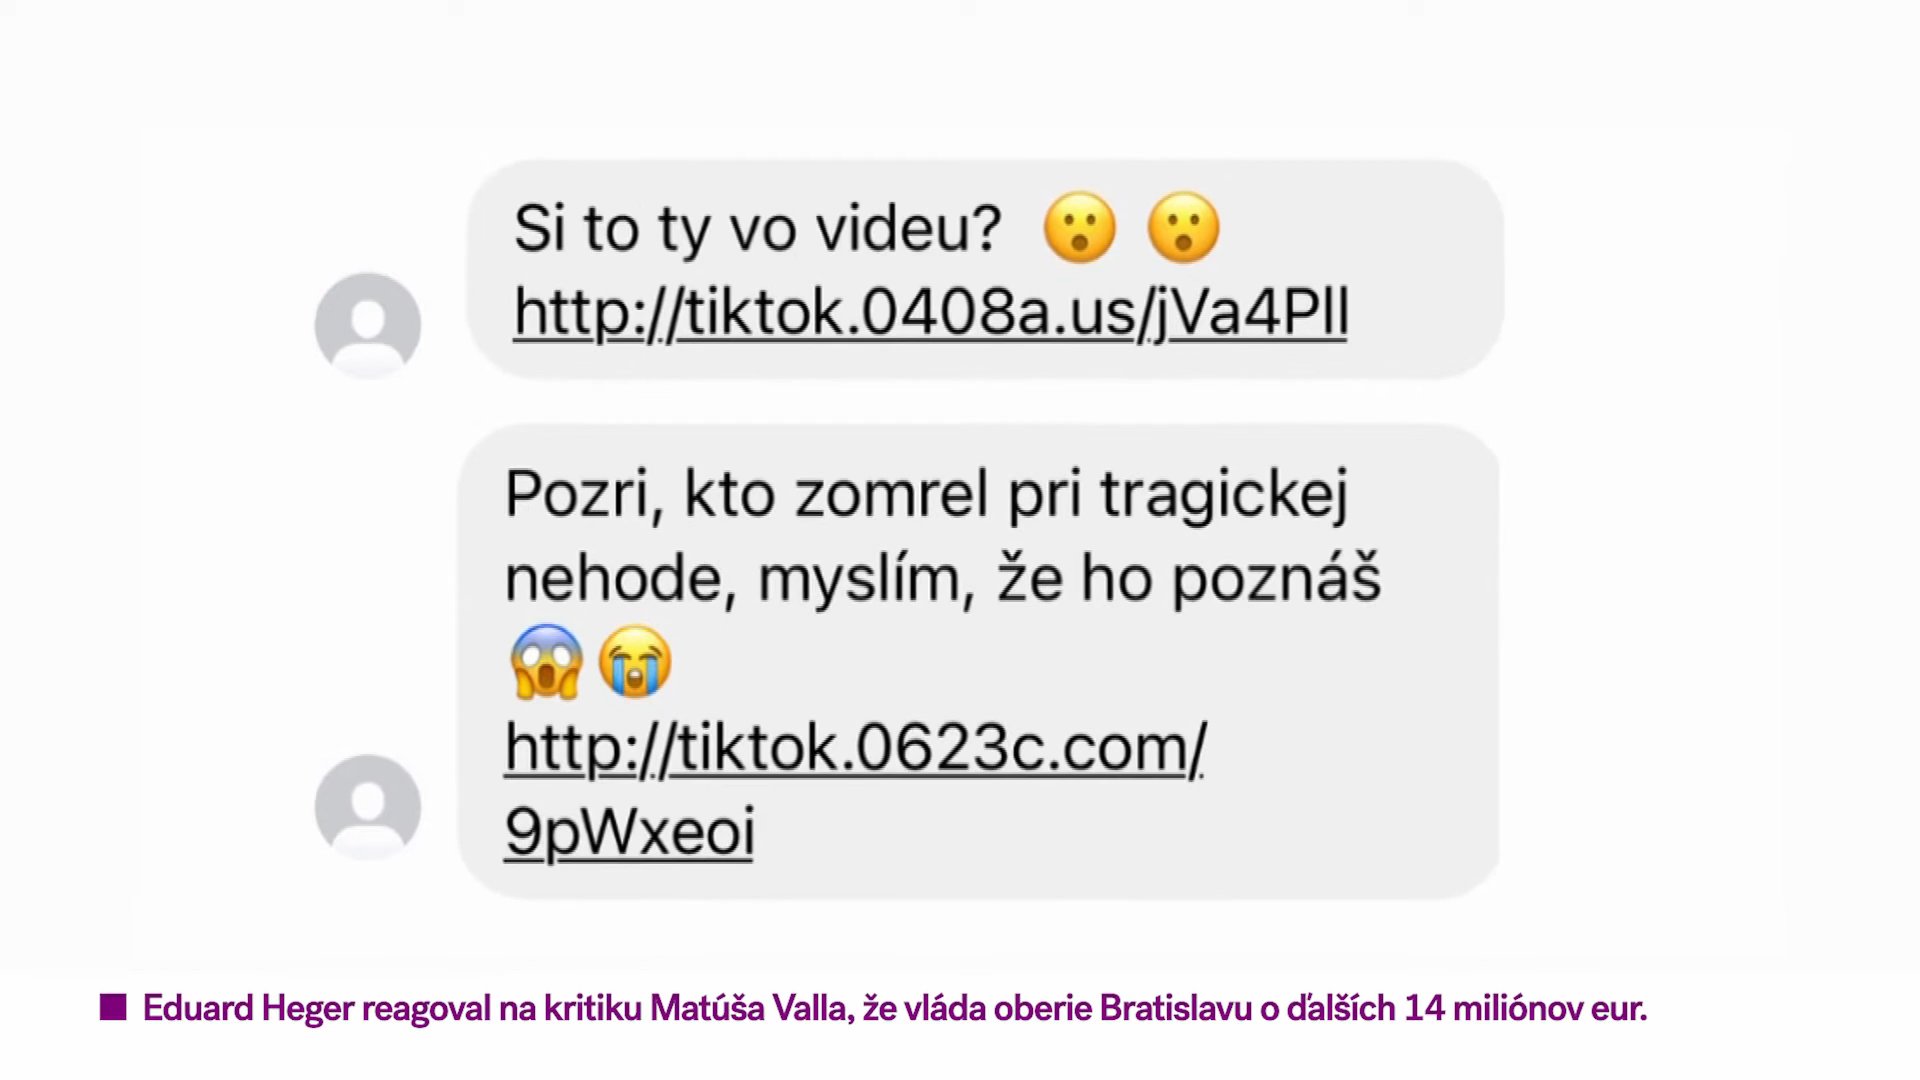 Si to ty vo videu? 😮 😮
http://tiktok.0408a.us/jVa4Pll
Pozri, kto zomrel pri tragickej
nehode, myslím, že ho poznáš
😱😭
http://tiktok.0623c.com/
9pWxeoi
Eduard Heger reagoval na kritiku Matúša Valla, že vláda oberie Bratislavu o ďalších 14 miliónov eur.